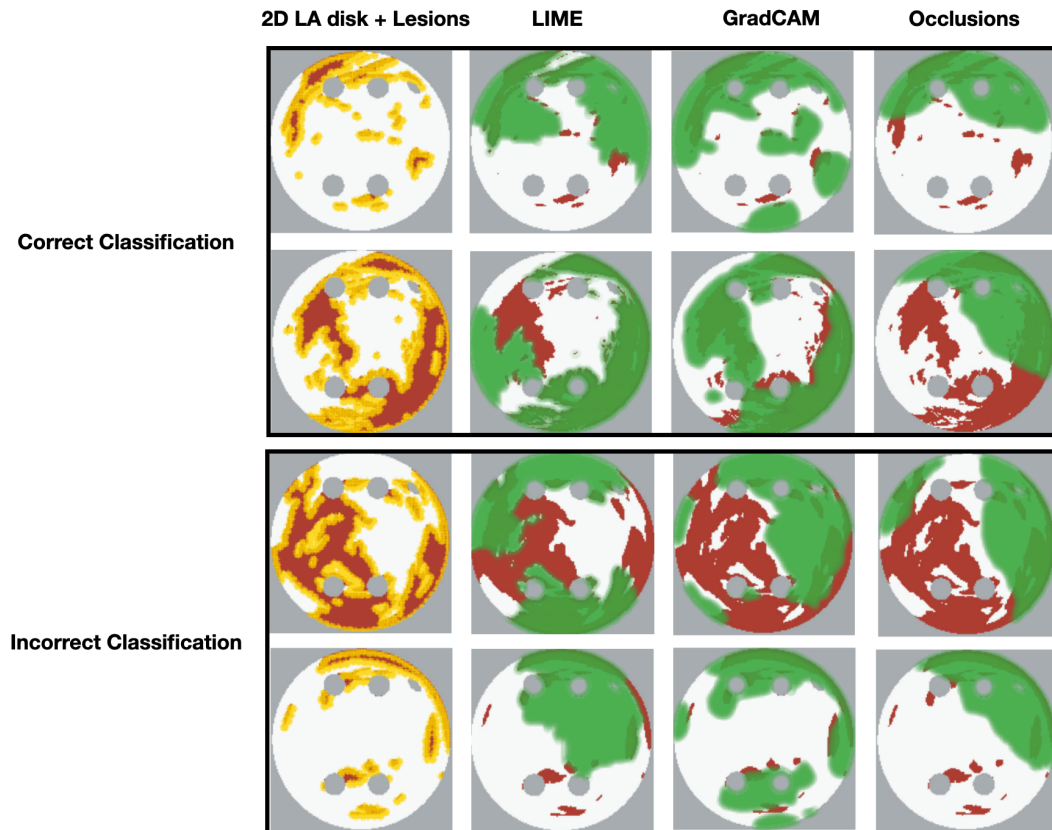 2D LA disk + Lesions LIME GradCAM Occlusions
Correct Classification
Incorrect Classification